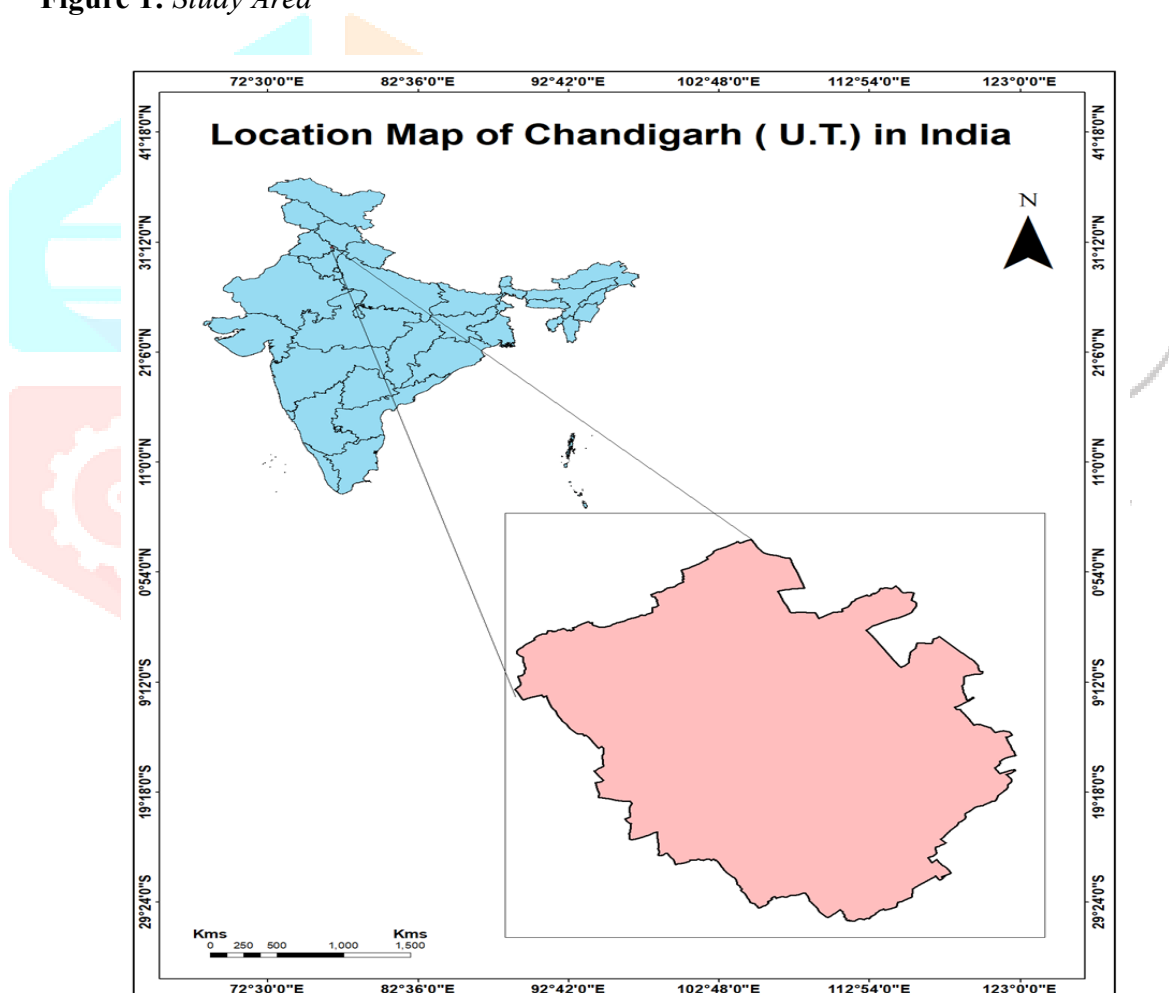 Figure 1: Study Area
72°30'0"E 82°36'0"E 92°42'0"E 102°48'0"E 112°54'0"E 123°0'0"E
Location Map of Chandigarh ( U.T.) in India
N
41°18'0"N 41°18'0"N
31°12'0"N 31°12'0"N
21°6'0"N 21°6'0"N
11°0'0"N 11°0'0"N
0°54'0"N 0°54'0"N
9°12'0"S 9°12'0"S
19°18'0"S 19°18'0"S
29°24'0"S 29°24'0"S
Kms Kms
0 250 500 1,000 1,500
72°30'0"E 82°36'0"E 92°42'0"E 102°48'0"E 112°54'0"E 123°0'0"E